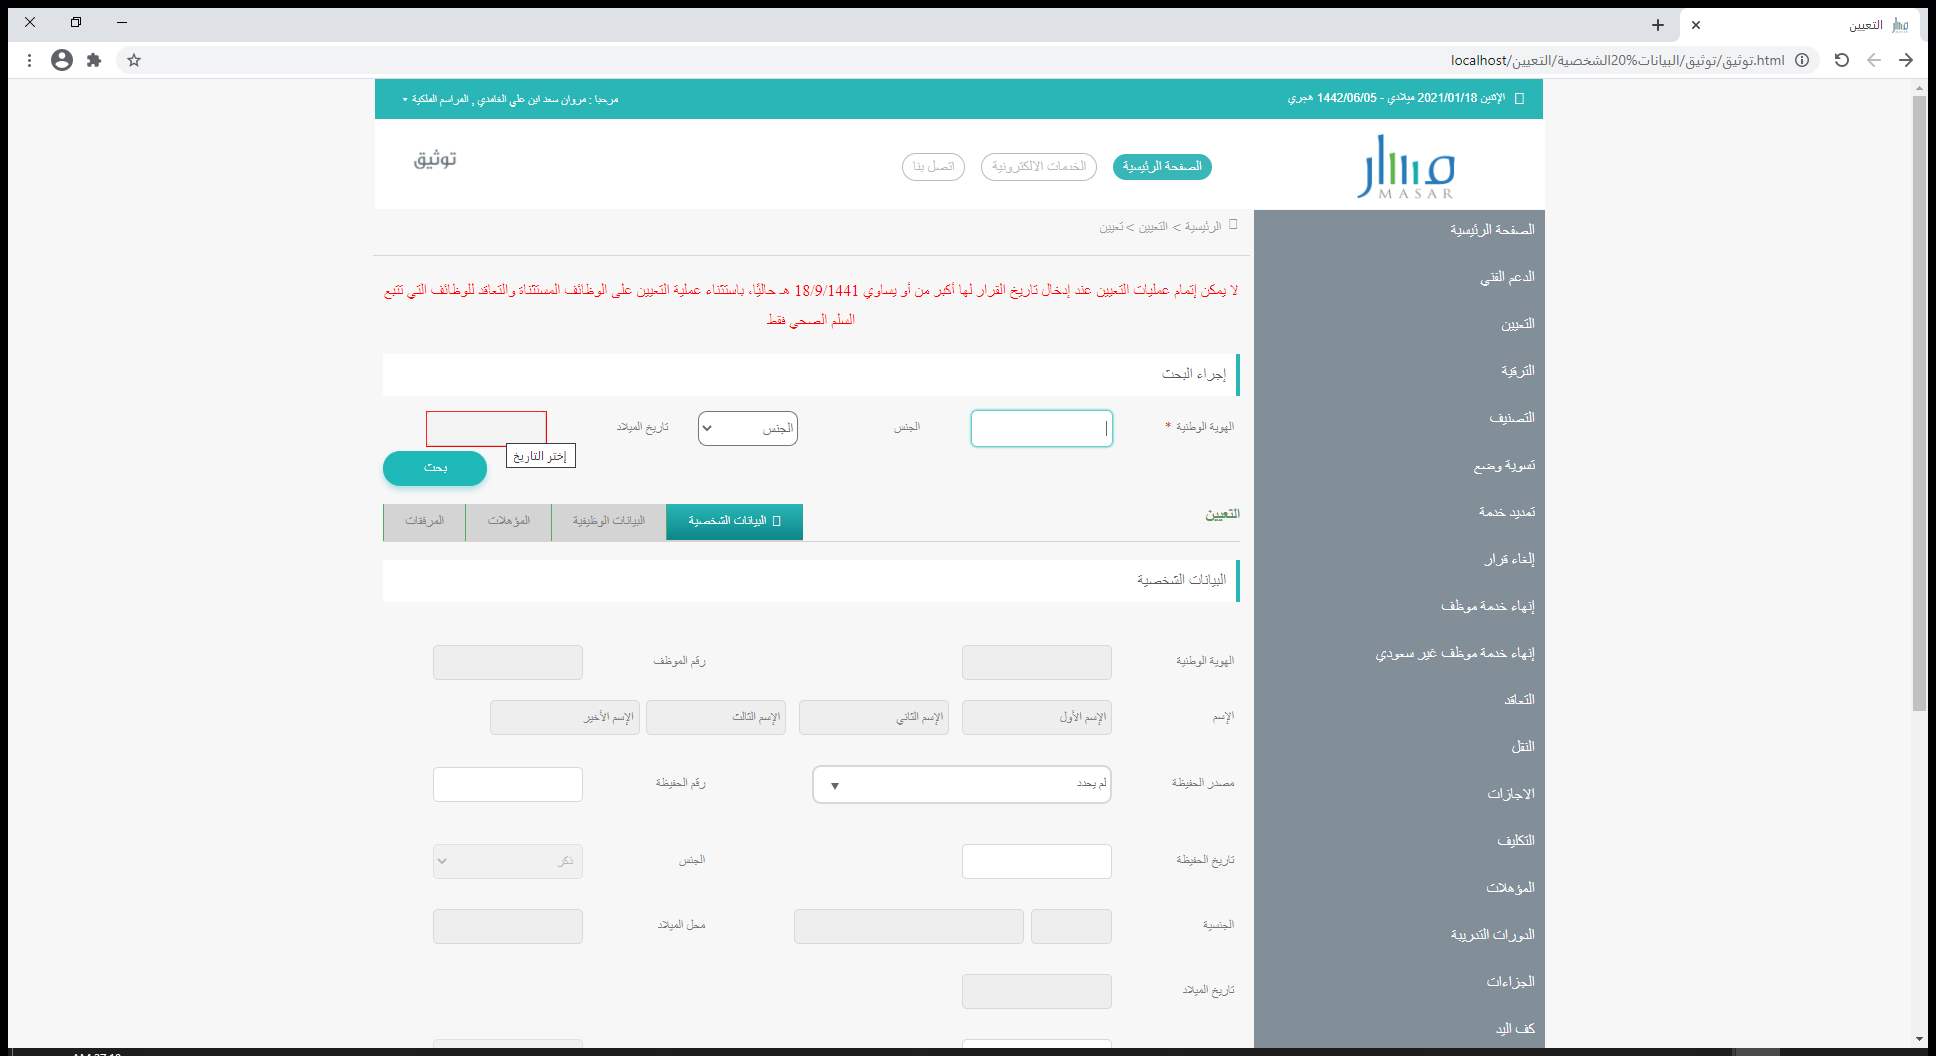 التعيين
localhost/التعيين/البيانات%20الشخصية/توثيق/توثيق.html
الإثنين 2021/01/18 ميلادي - 1442/06/05 هجري
مرحبا : مروان سعد ابن علي الغامدي , المراسم الملكية
مسار
MASAR
الصفحة الرئيسية
الخدمات الالكترونية
اتصل بنا
توثيق
الرئيسية > التعيين > تعيين
لا يمكن إتمام عمليات التعيين عند إدخال تاريخ القرار لها أكبر من أو يساوي 18/9/1441 هـ حاليًا، باستثناء عملية التعيين على الوظائف المستثناة والتعاقد للوظائف التي تتبع
السلم الصحي فقط
إجراء البحث
الهوية الوطنية *
الجنس
الجنس
تاريخ الميلاد
إختر التاريخ
بحث
التعيين
البيانات الشخصية
البيانات الوظيفية
المؤهلات
المرفقات
البيانات الشخصية
الهوية الوطنية
رقم الموظف
الإسم
الإسم الأول
الإسم الثاني
الإسم الثالث
الإسم الأخير
مصدر الحفيظة
لم يحدد
رقم الحفيظة
تاريخ الحفيظة
الجنس
ذكر
الجنسية
محل الميلاد
تاريخ الميلاد
الصفحة الرئيسية
الدعم الفني
التعيين
الترقية
التصنيف
تسوية وضع
تمديد خدمة
إلغاء قرار
إنهاء خدمة موظف
إنهاء خدمة موظف غير سعودي
التعاقد
النقل
الاجازات
التكليف
المؤهلات
الدورات التدريبية
الجزاءات
كف اليد